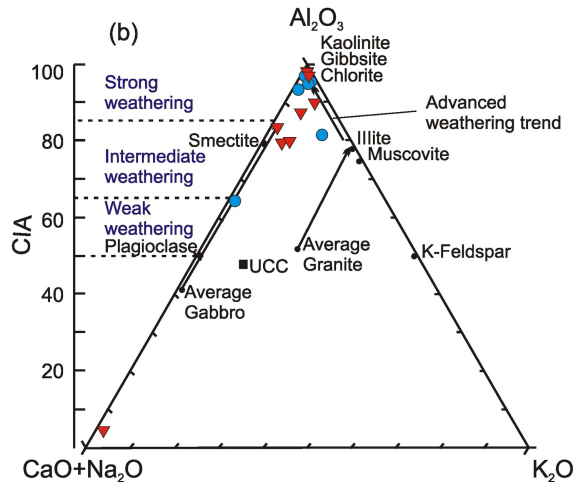 Al₂O₃
(b)
Kaolinite
Gibbsite
Chlorite
100
Strong
weathering
Advanced
weathering trend
80
Smectite
IIlite
Muscovite
Intermediate
weathering
60
Weak
weathering
Plagioclase
UCC
Average
Granite
K-Feldspar
CIA
40
Average
Gabbro
20
CaO+Na₂O
K₂O